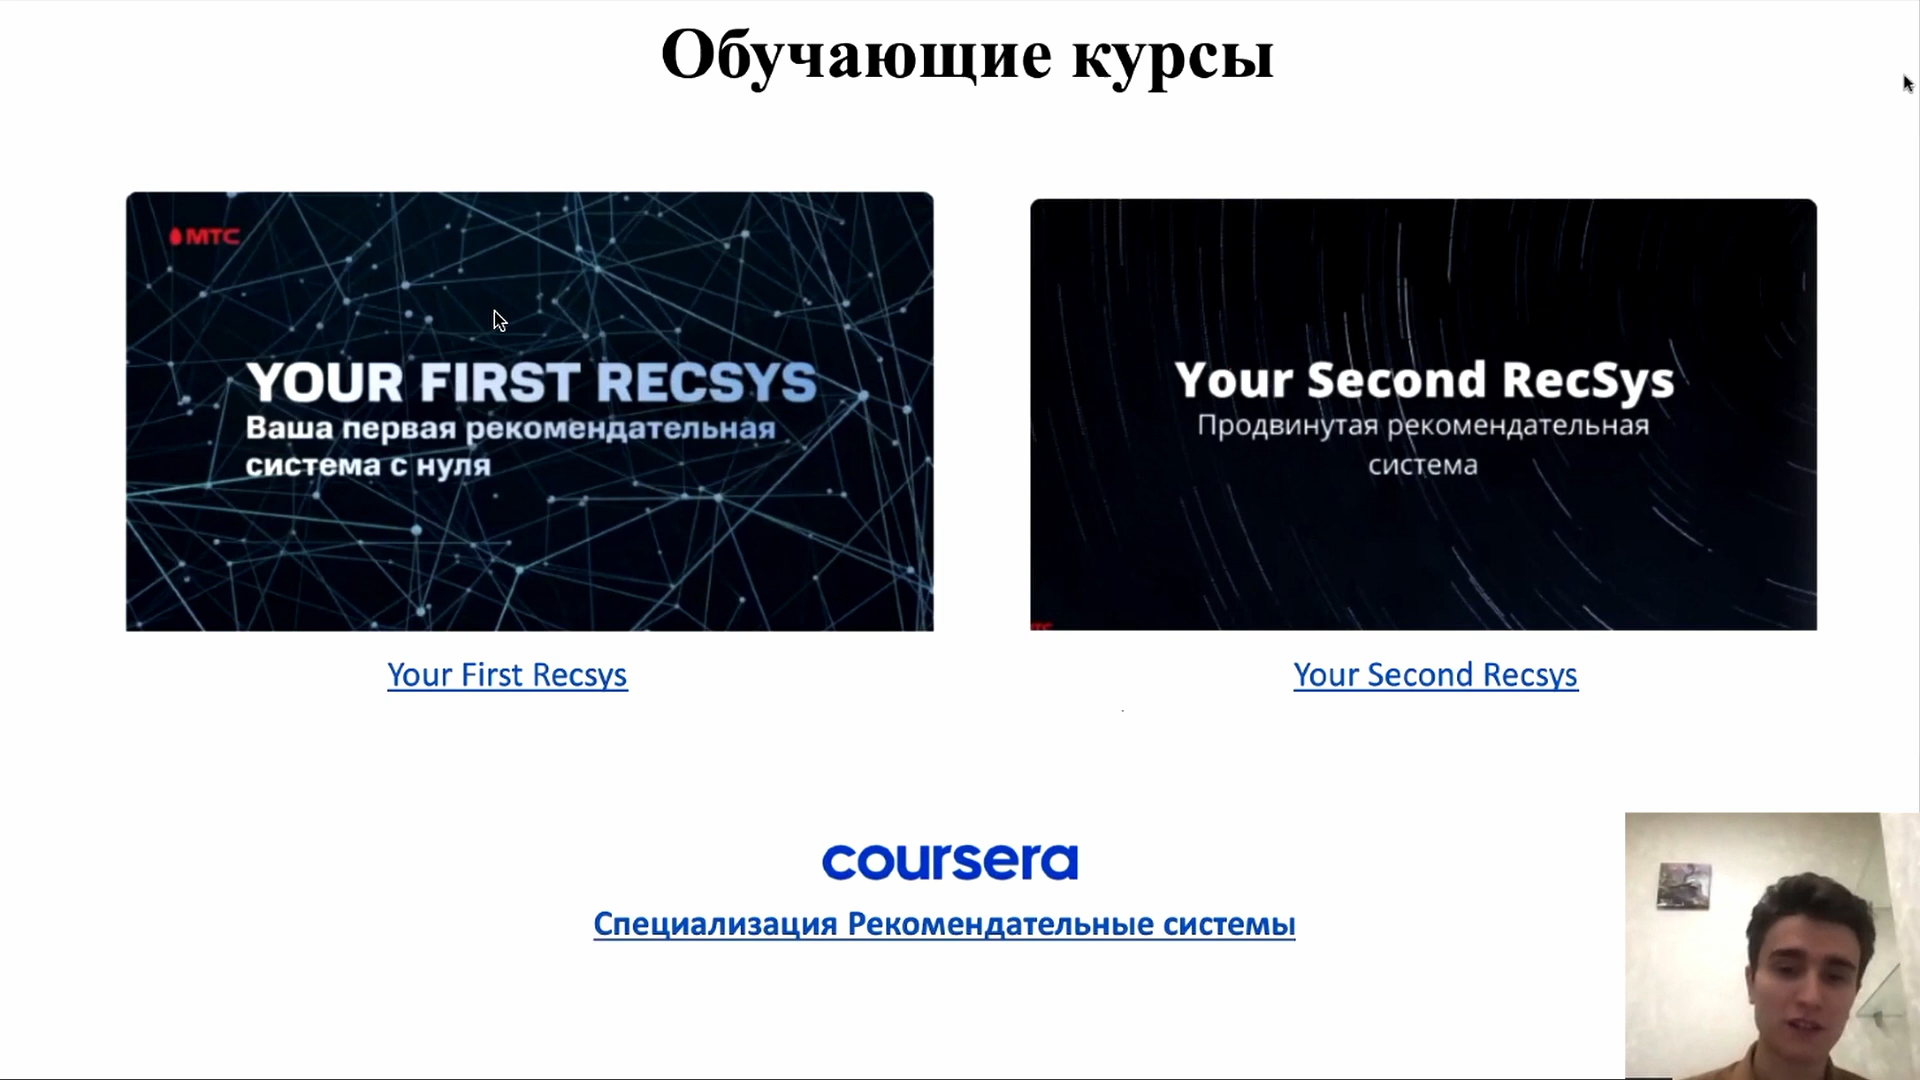 Обучающие курсы
МТС
YOUR FIRST RECSYS
Ваша первая рекомендательная
система с нуля
Your Second RecSys
Продвинутая рекомендательная
система
Your First Recsys
Your Second Recsys
coursera
Специализация Рекомендательные системы